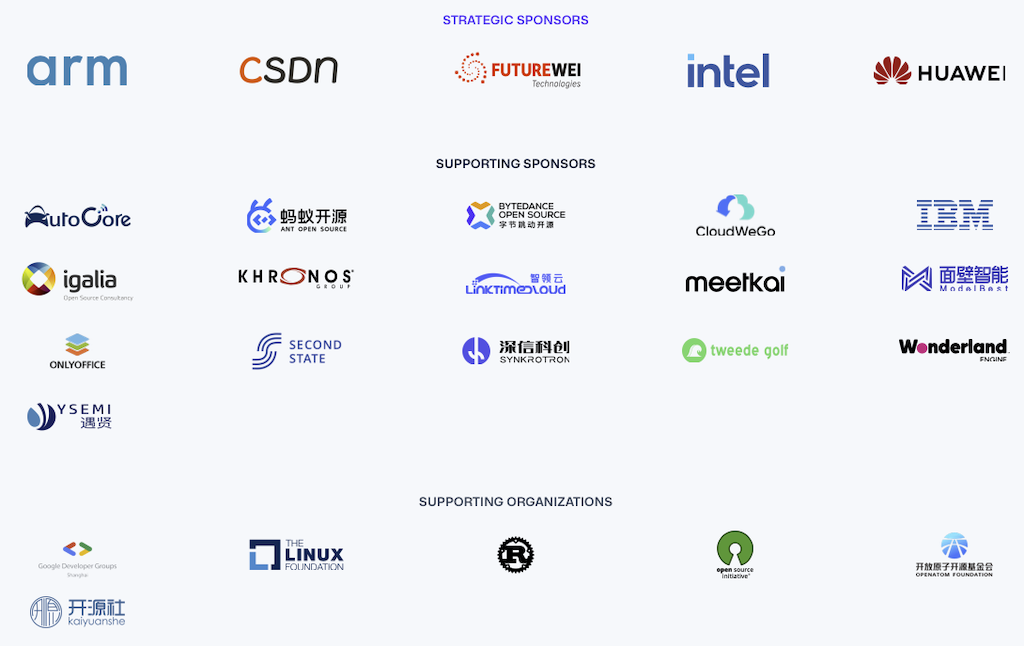 STRATEGIC SPONSORS
arm
CSDN
FUTUREWEI
Technologies
intel
HUAWEI
SUPPORTING SPONSORS
AutoCore
蚂蚁开源
ANT OPEN SOURCE
BYTEDANCE
OPEN SOURCE
字节跳动开源
CloudWeGo
IBM
igalia
Open Source Consultancy
KHRONOS
GROUP
智领云
LINKTIMECLOUD
meetkai
面壁智能
ModelBest
ONLYOFFICE
SECOND
STATE
深信科创
SYNKROTRON
tweede golf
Wonderland
ENGINE
YSEMI
遇贤
SUPPORTING ORGANIZATIONS
Google Developer Groups
Shanghai
THE
LINUX
FOUNDATION
R
open source
initiative®
开放原子开源基金会
OPENATOM FOUNDATION
开源社
kaiyuanshe